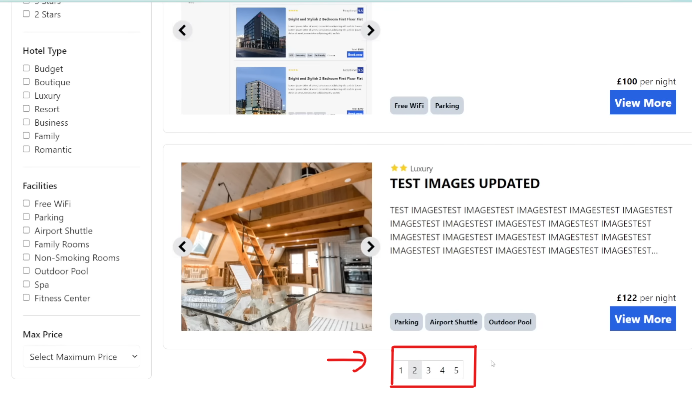 3 Stars
2 Stars
Hotel Type
Budget
Boutique
Luxury
Resort
Business
Family
Romantic
Facilities
Free WiFi
Parking
Airport Shuttle
Family Rooms
Non-Smoking Rooms
Outdoor Pool
Spa
Fitness Center
Max Price
Select Maximum Price
Bright and Stylish 2 Bedroom Flat Floor Flat
Bright and Stylish 2 Bedroom Flat Floor Flat
£100 per night
Free WiFi Parking
View More
Luxury
TEST IMAGES UPDATED
TEST IMAGESTEST IMAGESTEST IMAGESTEST IMAGESTEST IMAGESTEST
IMAGESTEST IMAGESTEST IMAGESTEST IMAGESTEST IMAGESTEST
IMAGESTEST IMAGESTEST IMAGESTEST IMAGESTEST IMAGESTEST
IMAGESTEST IMAGESTEST IMAGESTEST IMAGESTEST IMAGESTEST...
£122 per night
Parking Airport Shuttle Outdoor Pool
View More
1 2 3 4 5